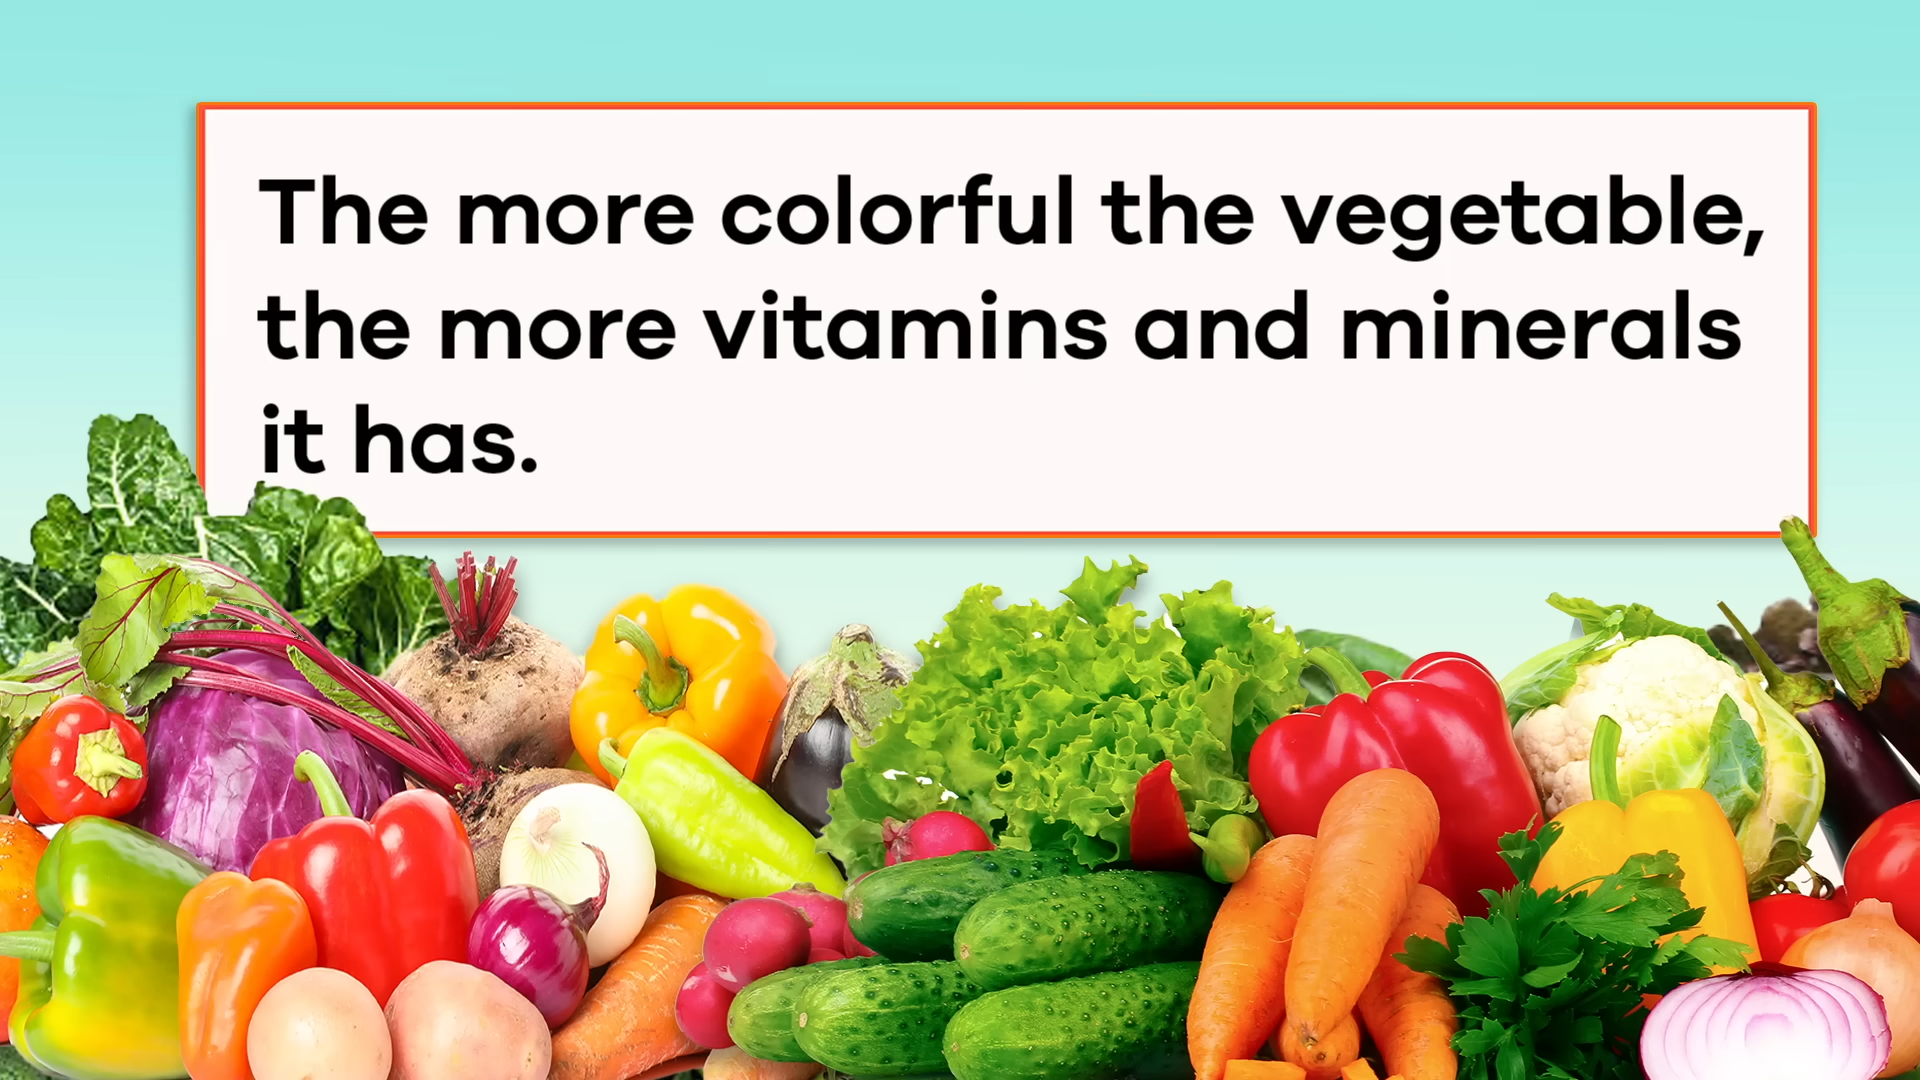 The more colorful the vegetable,
the more vitamins and minerals
it has.